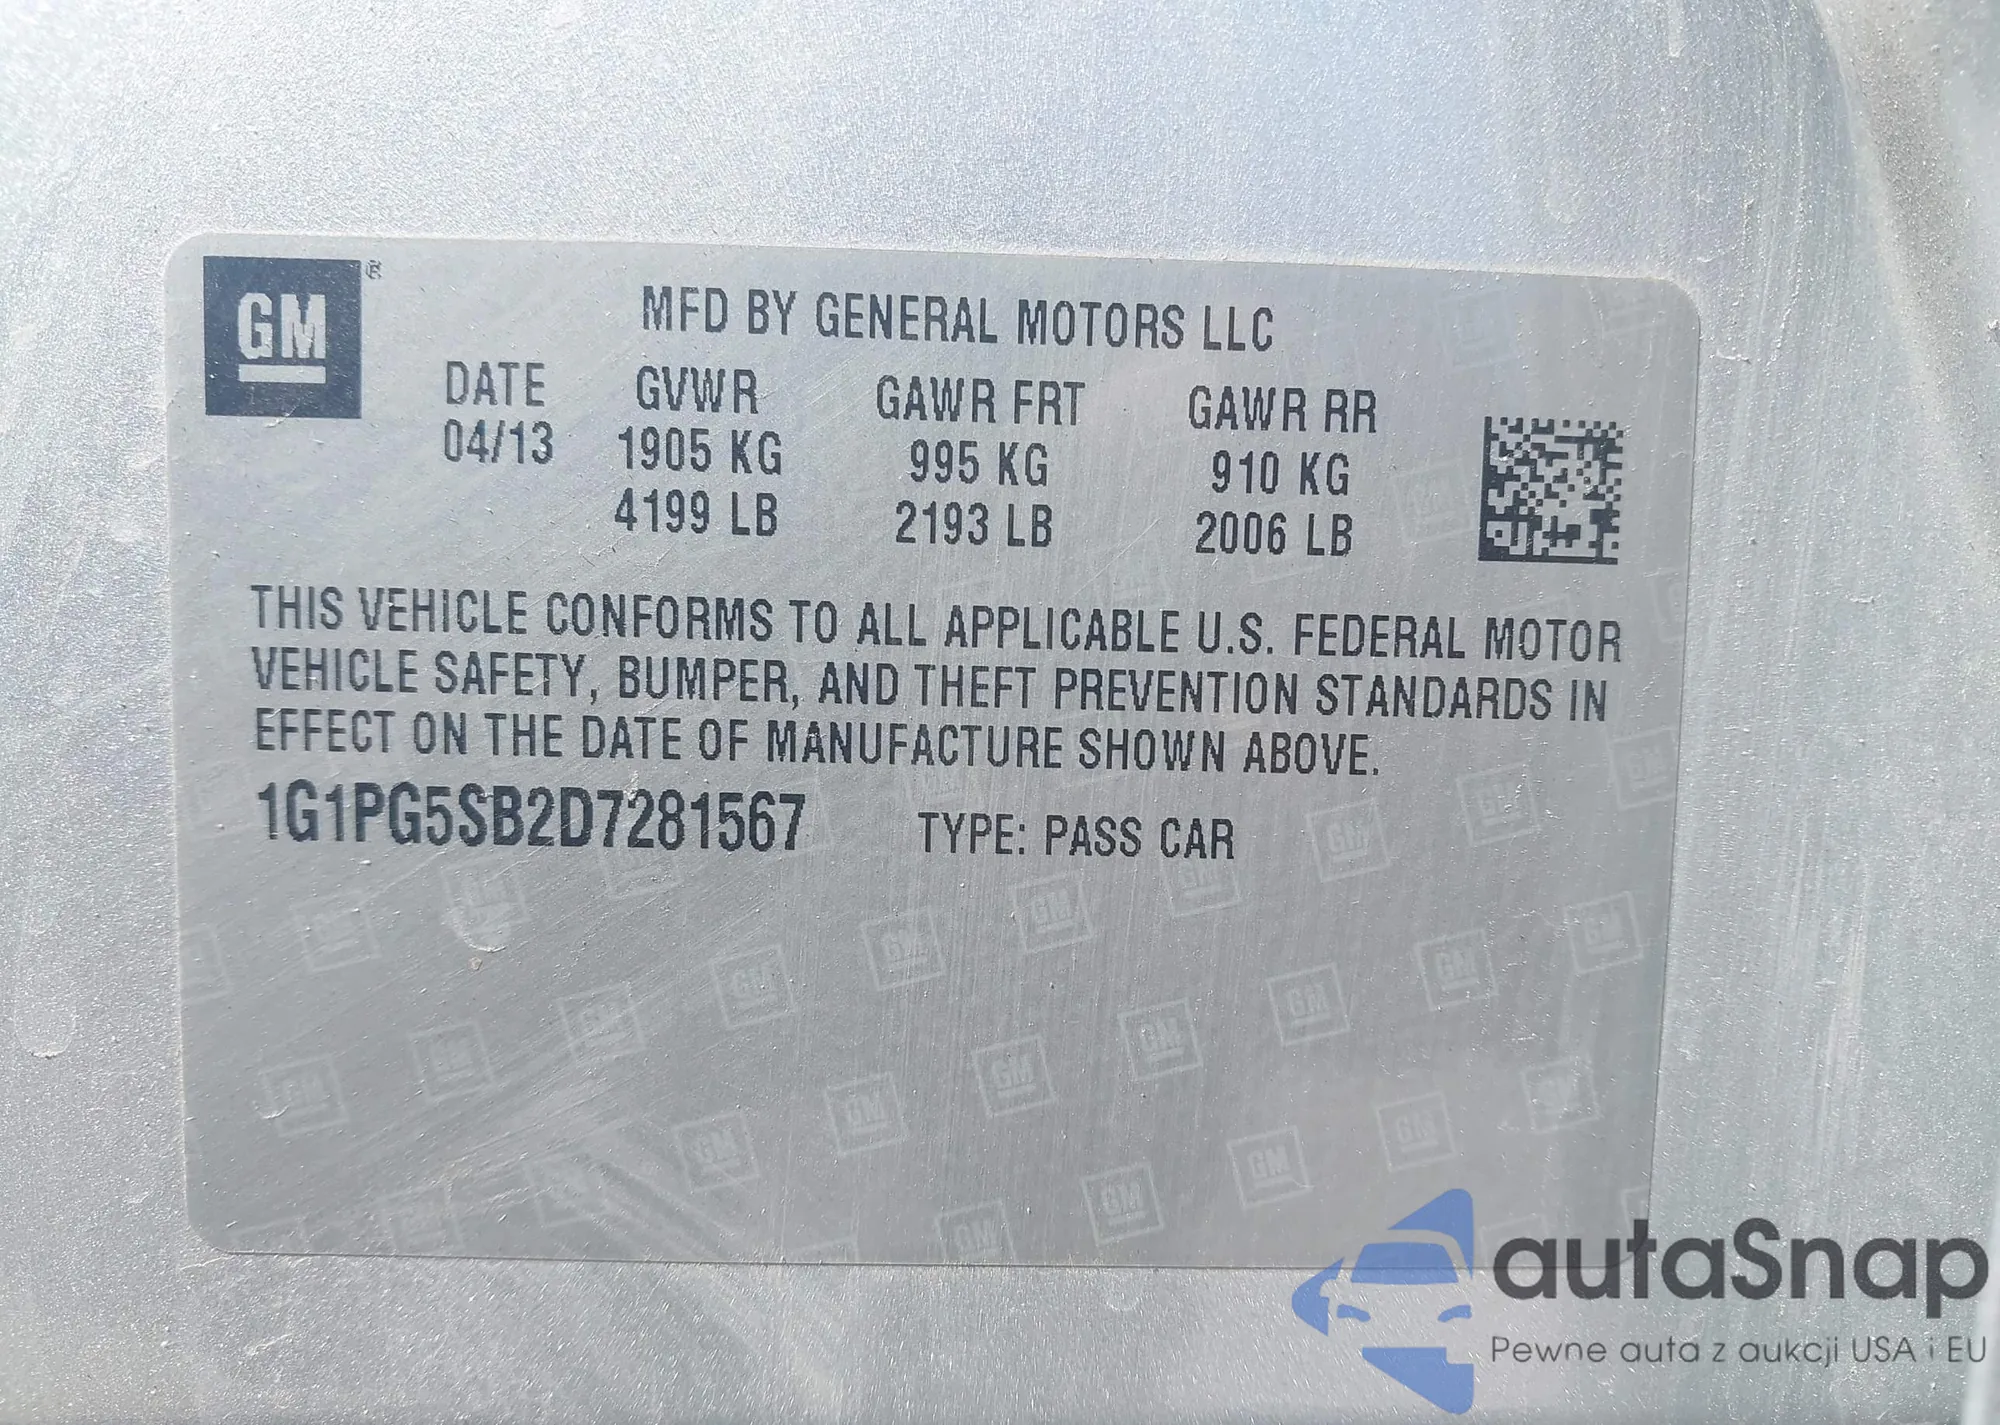 GM ®
MFD BY GENERAL MOTORS LLC
DATE GVWR GAWR FRT GAWR RR
04/13 1905 KG 995 KG 910 KG
4199 LB 2193 LB 2006 LB
THIS VEHICLE CONFORMS TO ALL APPLICABLE U.S. FEDERAL MOTOR
VEHICLE SAFETY, BUMPER, AND THEFT PREVENTION STANDARDS IN
EFFECT ON THE DATE OF MANUFACTURE SHOWN ABOVE.
1G1PG5SB2D7281567 TYPE: PASS CAR
autaSnap
Pewne auta z aukcji USA i EU